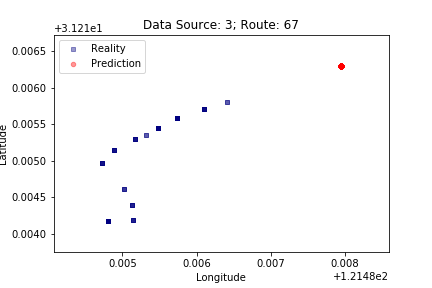 Data Source: 3; Route: 67
+3.121e1
Reality
Prediction
0.0065
0.0060
0.0055
0.0050
0.0045
0.0040
Latitude
0.005 0.006 0.007 0.008
Longitude
+1.2148e2